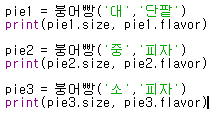 pie1 = 붕어빵('대','단팥')
print(pie1.size, pie1.flavor)
pie2 = 붕어빵('중','피자')
print(pie2.size, pie2.flavor)
pie3 = 붕어빵('소','피자')
print(pie3.size, pie3.flavor)